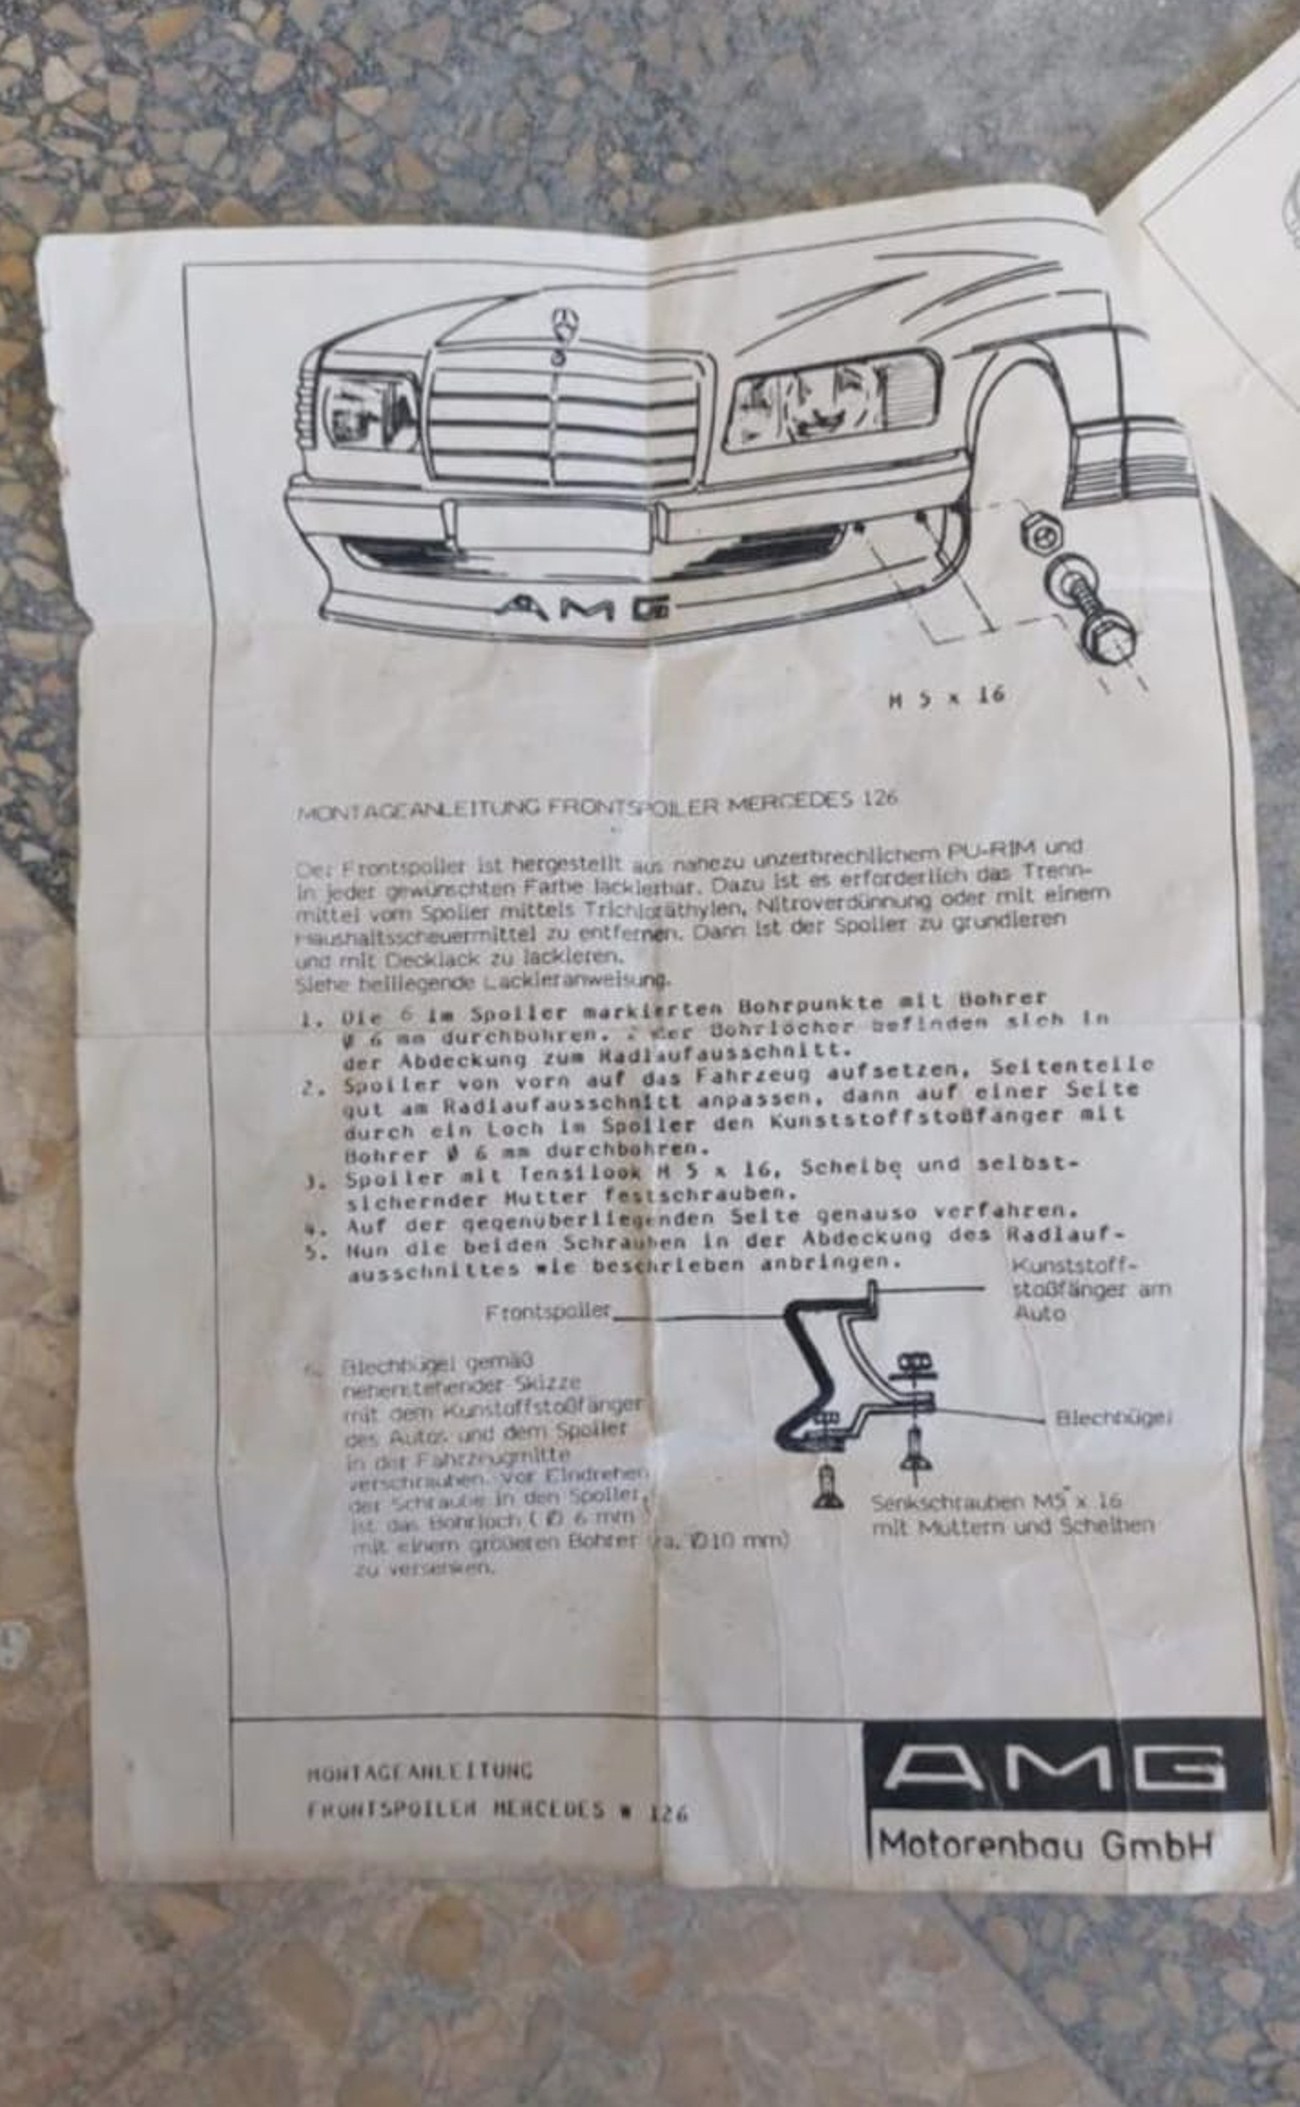 AMG
M 5 x 16
MONTAGEANLEITUNG FRONTSPOILER MERCEDES 126
Der Frontspoiler ist hergestellt aus nahezu unzerbrechlichem PU-RIM und
in jeder gewünschten Farbe lackierbar. Dazu ist es erforderlich das Trenn-
mittel vom Spoiler mittels Trichloräthylen, Nitroverdünnung oder mit einem
Haushaltsscheuermittel zu entfernen. Dann ist der Spoiler zu grundieren
und mit Decklack zu lackieren.
Siehe beiliegende Lackieranweisung.
1. Die 6 im Spoiler markierten Bohrpunkte mit Bohrer
Ø 6 mm durchbohren. der Bohrlöcher befinden sich in
der Abdeckung zum Radlaufausschnitt.
2. Spoiler von vorn auf das Fahrzeug aufsetzen, Seitenteile
gut am Radlaufausschnitt anpassen, dann auf einer Seite
durch ein Loch im Spoiler den Kunststoffstoßfänger mit
Bohrer Ø 6 mm durchbohren.
3. Spoiler mit Tensilook M 5 x 16, Scheibe und selbst-
sichernder Mutter festschrauben.
4. Auf der gegenüberliegenden Seite genauso verfahren.
5. Nun die beiden Schrauben in der Abdeckung des Radlauf-
ausschnittes wie beschrieben anbringen.
Kunststoff-
stoßfänger am
Auto
Frontspoiler
6. Blechbügel gemäß
nebenstehender Skizze
mit dem Kunstoffstoßfänger
des Autos und dem Spoiler
in der Fahrzeugmitte
verschrauben. Vor Eindrehen
der Schraube in den Spoiler,
ist das Bohrloch ( Ø 6 mm )
mit einem größeren Bohrer (ca. Ø10 mm)
zu versenken.
Blechbügel
Senkschrauben M5 x 16
mit Muttern und Scheiben
MONTAGEANLEITUNG
FRONTSPOILER MERCEDES W 126
AMG
Motorenbau GmbH